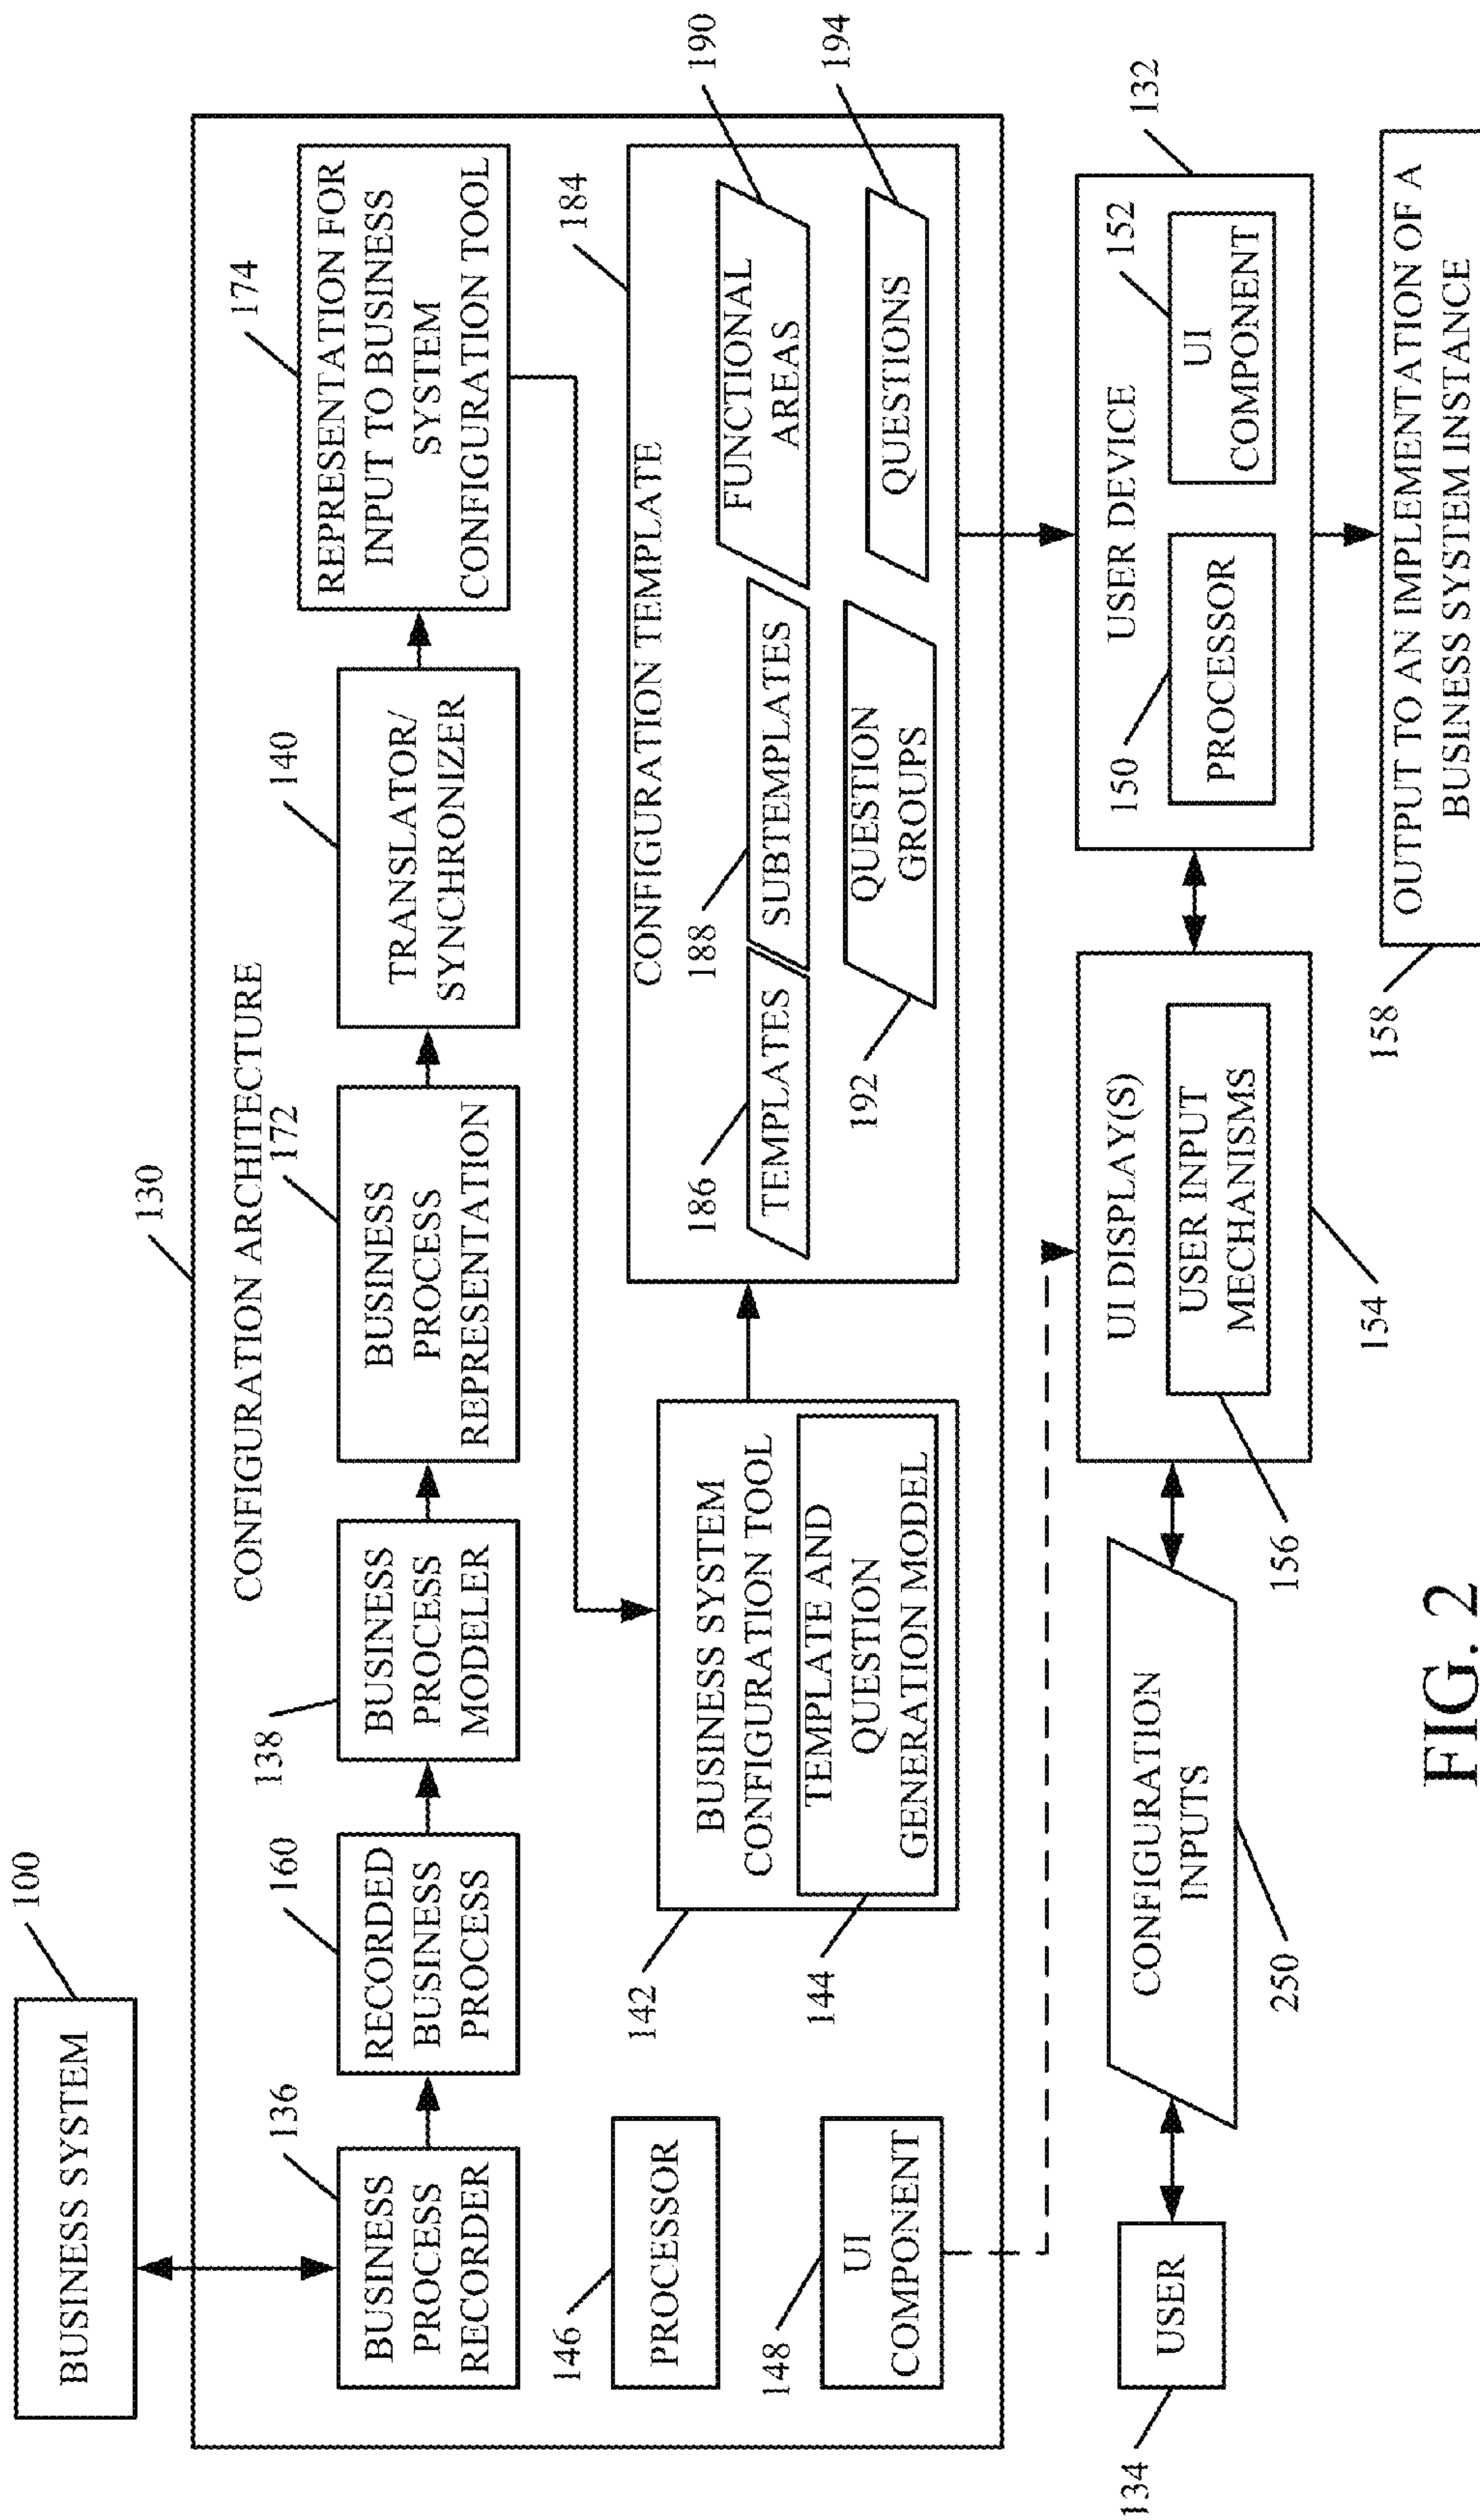 100
BUSINESS SYSTEM
130
CONFIGURATION ARCHITECTURE
136
BUSINESS
PROCESS
RECORDER
160
RECORDED
BUSINESS
PROCESS
138
BUSINESS
PROCESS
MODELER
172
BUSINESS
PROCESS
REPRESENTATION
140
TRANSLATOR/
SYNCHRONIZER
174
REPRESENTATION FOR
INPUT TO BUSINESS
SYSTEM
CONFIGURATION TOOL
146
PROCESSOR
148
UI
COMPONENT
142
BUSINESS SYSTEM
CONFIGURATION TOOL
144
TEMPLATE AND
QUESTION
GENERATION MODEL
184
CONFIGURATION TEMPLATE
186
TEMPLATES
188
SUBTEMPLATES
190
FUNCTIONAL
AREAS
192
QUESTION
GROUPS
194
QUESTIONS
134
USER
CONFIGURATION
INPUTS
250
UI DISPLAY(S)
USER INPUT
MECHANISMS
156
154
132
USER DEVICE
150
PROCESSOR
152
UI
COMPONENT
158
OUTPUT TO AN IMPLEMENTATION OF A
BUSINESS SYSTEM INSTANCE
FIG. 2